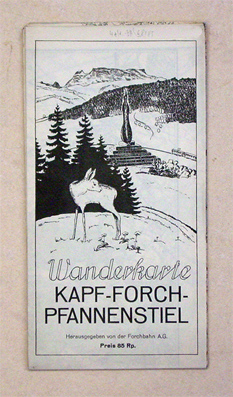 Wanderkarte
KAPF-FORCH-
PFANNENSTIEL
Herausgegeben von der Forchbahn A.G.
Preis 85 Rp.